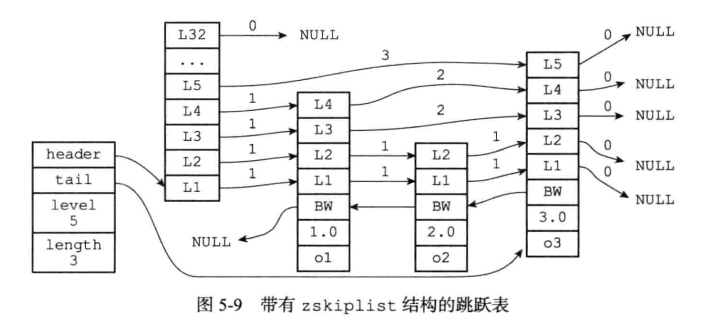 header
tail
level
5
length
3
L32
...
L5
L4
L3
L2
L1
0
NULL
3
1
1
1
1
L4
L3
L2
L1
BW
1.0
o1
NULL
2
2
1
1
L2
L1
BW
2.0
o2
1
1
L5
L4
L3
L2
L1
BW
3.0
o3
0
NULL
0
NULL
0
NULL
0
NULL
0
NULL
图 5-9 带有 zskiplist 结构的跳跃表